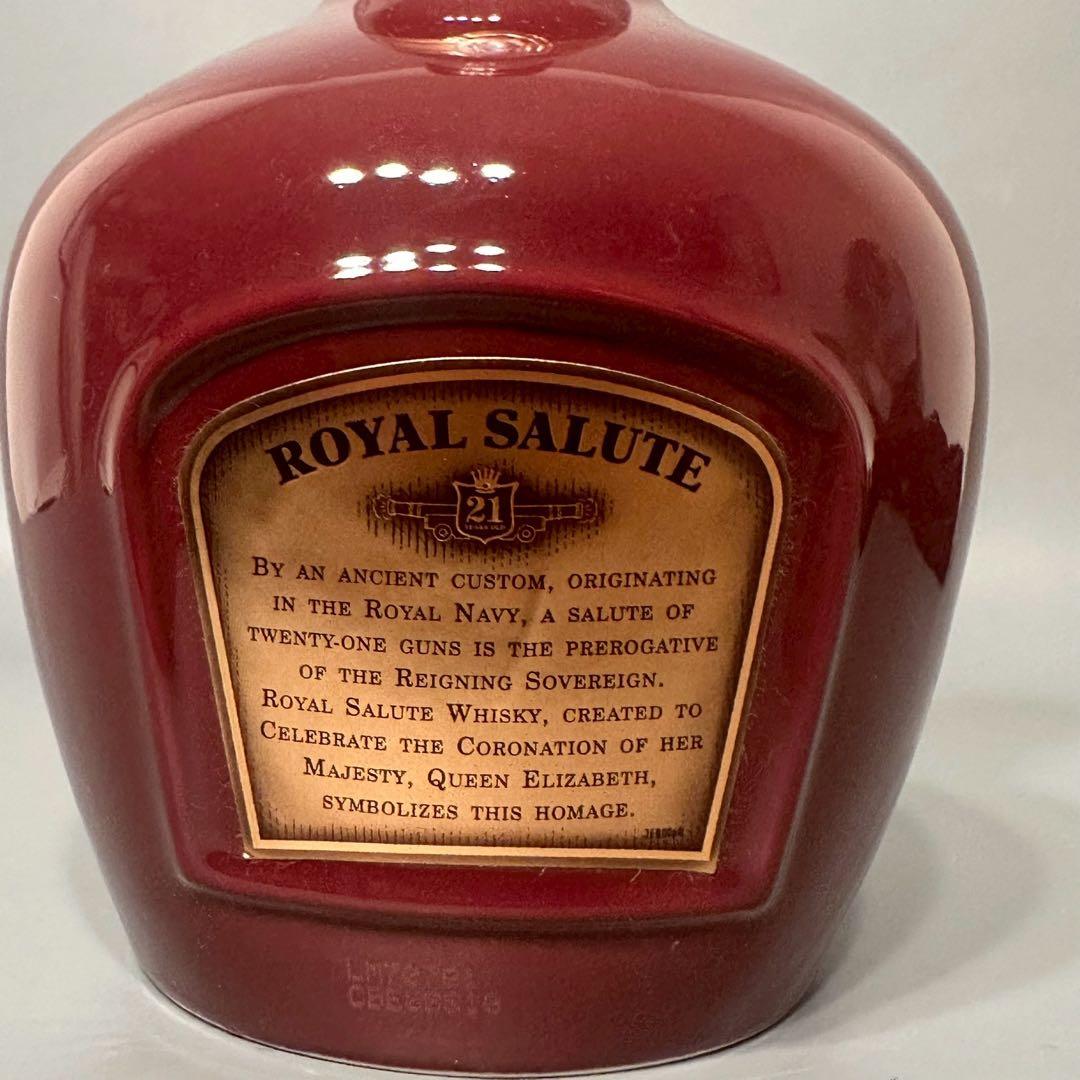 ROYAL SALUTE
21
YEARS OLD
BY AN ANCIENT CUSTOM, ORIGINATING
IN THE ROYAL NAVY, A SALUTE OF
TWENTY-ONE GUNS IS THE PREROGATIVE
OF THE REIGNING SOVEREIGN.
ROYAL SALUTE WHISKY, CREATED TO
CELEBRATE THE CORONATION OF HER
MAJESTY, QUEEN ELIZABETH,
SYMBOLIZES THIS HOMAGE.